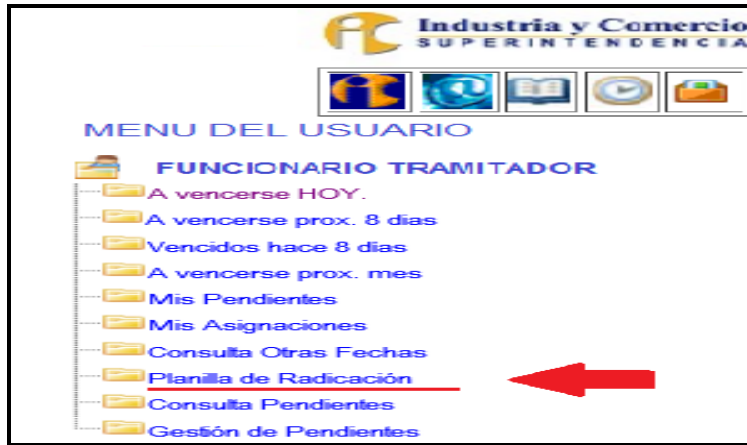 Industria y Comercio
SUPERINTENDENCIA
MENU DEL USUARIO
FUNCIONARIO TRAMITADOR
A vencerse HOY.
A vencerse prox. 8 dias
Vencidos hace 8 dias
A vencerse prox. mes
Mis Pendientes
Mis Asignaciones
Consulta Otras Fechas
Planilla de Radicación
Consulta Pendientes
Gestión de Pendientes